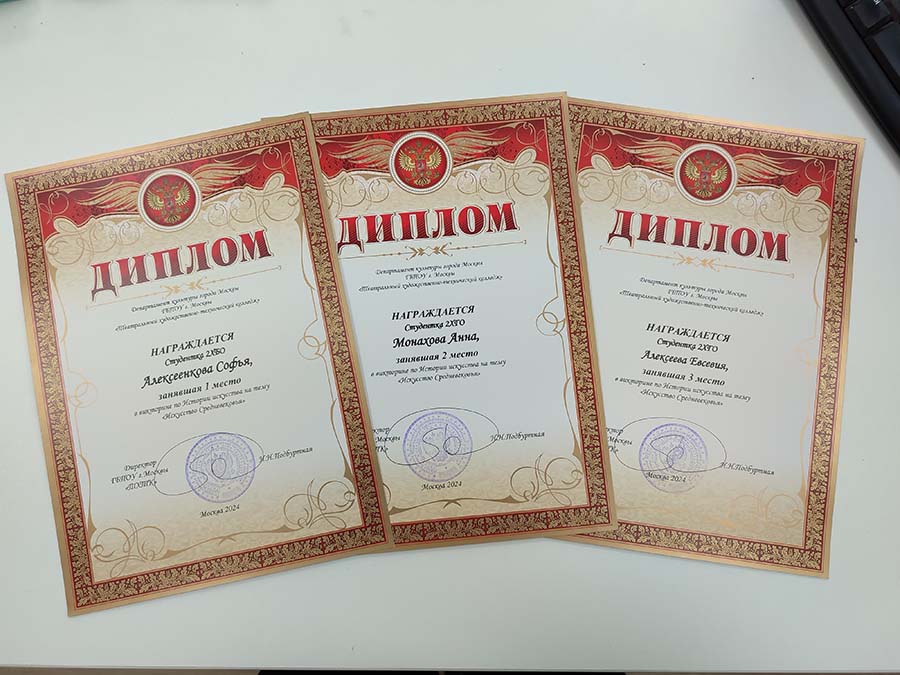 ДИПЛОМ
Департамент культуры города Москвы
ГБПОУ г. Москвы
«Театральный художественно-технический колледж»
НАГРАЖДАЕТСЯ
Студентка 2ХБО
Алексеенкова Софья,
занявшая 1 место
в викторине по Истории искусства на тему
«Искусство Средневековья»
Директор
ГБПОУ г. Москвы
И.Н.Подбуртная
Москва 2024
ДИПЛОМ
Департамент культуры города Москвы
ГБПОУ г. Москвы
«Театральный художественно-технический колледж»
НАГРАЖДАЕТСЯ
Студентка 2ХГО
Монахова Анна,
занявшая 2 место
в викторине по Истории искусства на тему
«Искусство Средневековья»
Москвы
И.Н.Подбуртная
Москва 2024
ДИПЛОМ
Департамент культуры города Москвы
ГБПОУ г. Москвы
«Театральный художественно-технический колледж»
НАГРАЖДАЕТСЯ
Студентка 2ХГО
Алексеева Евсевия,
занявшая 3 место
в викторине по Истории искусства на тему
«Искусство Средневековья»
Москвы
И.Н.Подбуртная
Москва 2024